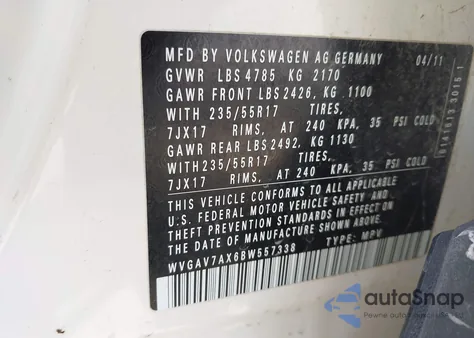 MFD BY VOLKSWAGEN AG GERMANY 04/11
GVWR LBS 4785 KG 2170
GAWR FRONT LBS 2426, KG 1100
WITH 235/55R17 TIRES,
7JX17 RIMS, AT 240 KPA, 35 PSI COLD
GAWR REAR LBS 2492, KG 1130
WITH 235/55R17 TIRES,
7JX17 RIMS, AT 240 KPA, 35 PSI COLD
THIS VEHICLE CONFORMS TO ALL APPLICABLE
U.S. FEDERAL MOTOR VEHICLE SAFETY AND
THEFT PREVENTION STANDARDS IN EFFECT ON
THE DATE OF MANUFACTURE SHOWN ABOVE.
WVGAV7AX6BW557338 TYPE: MPV
autoSnap